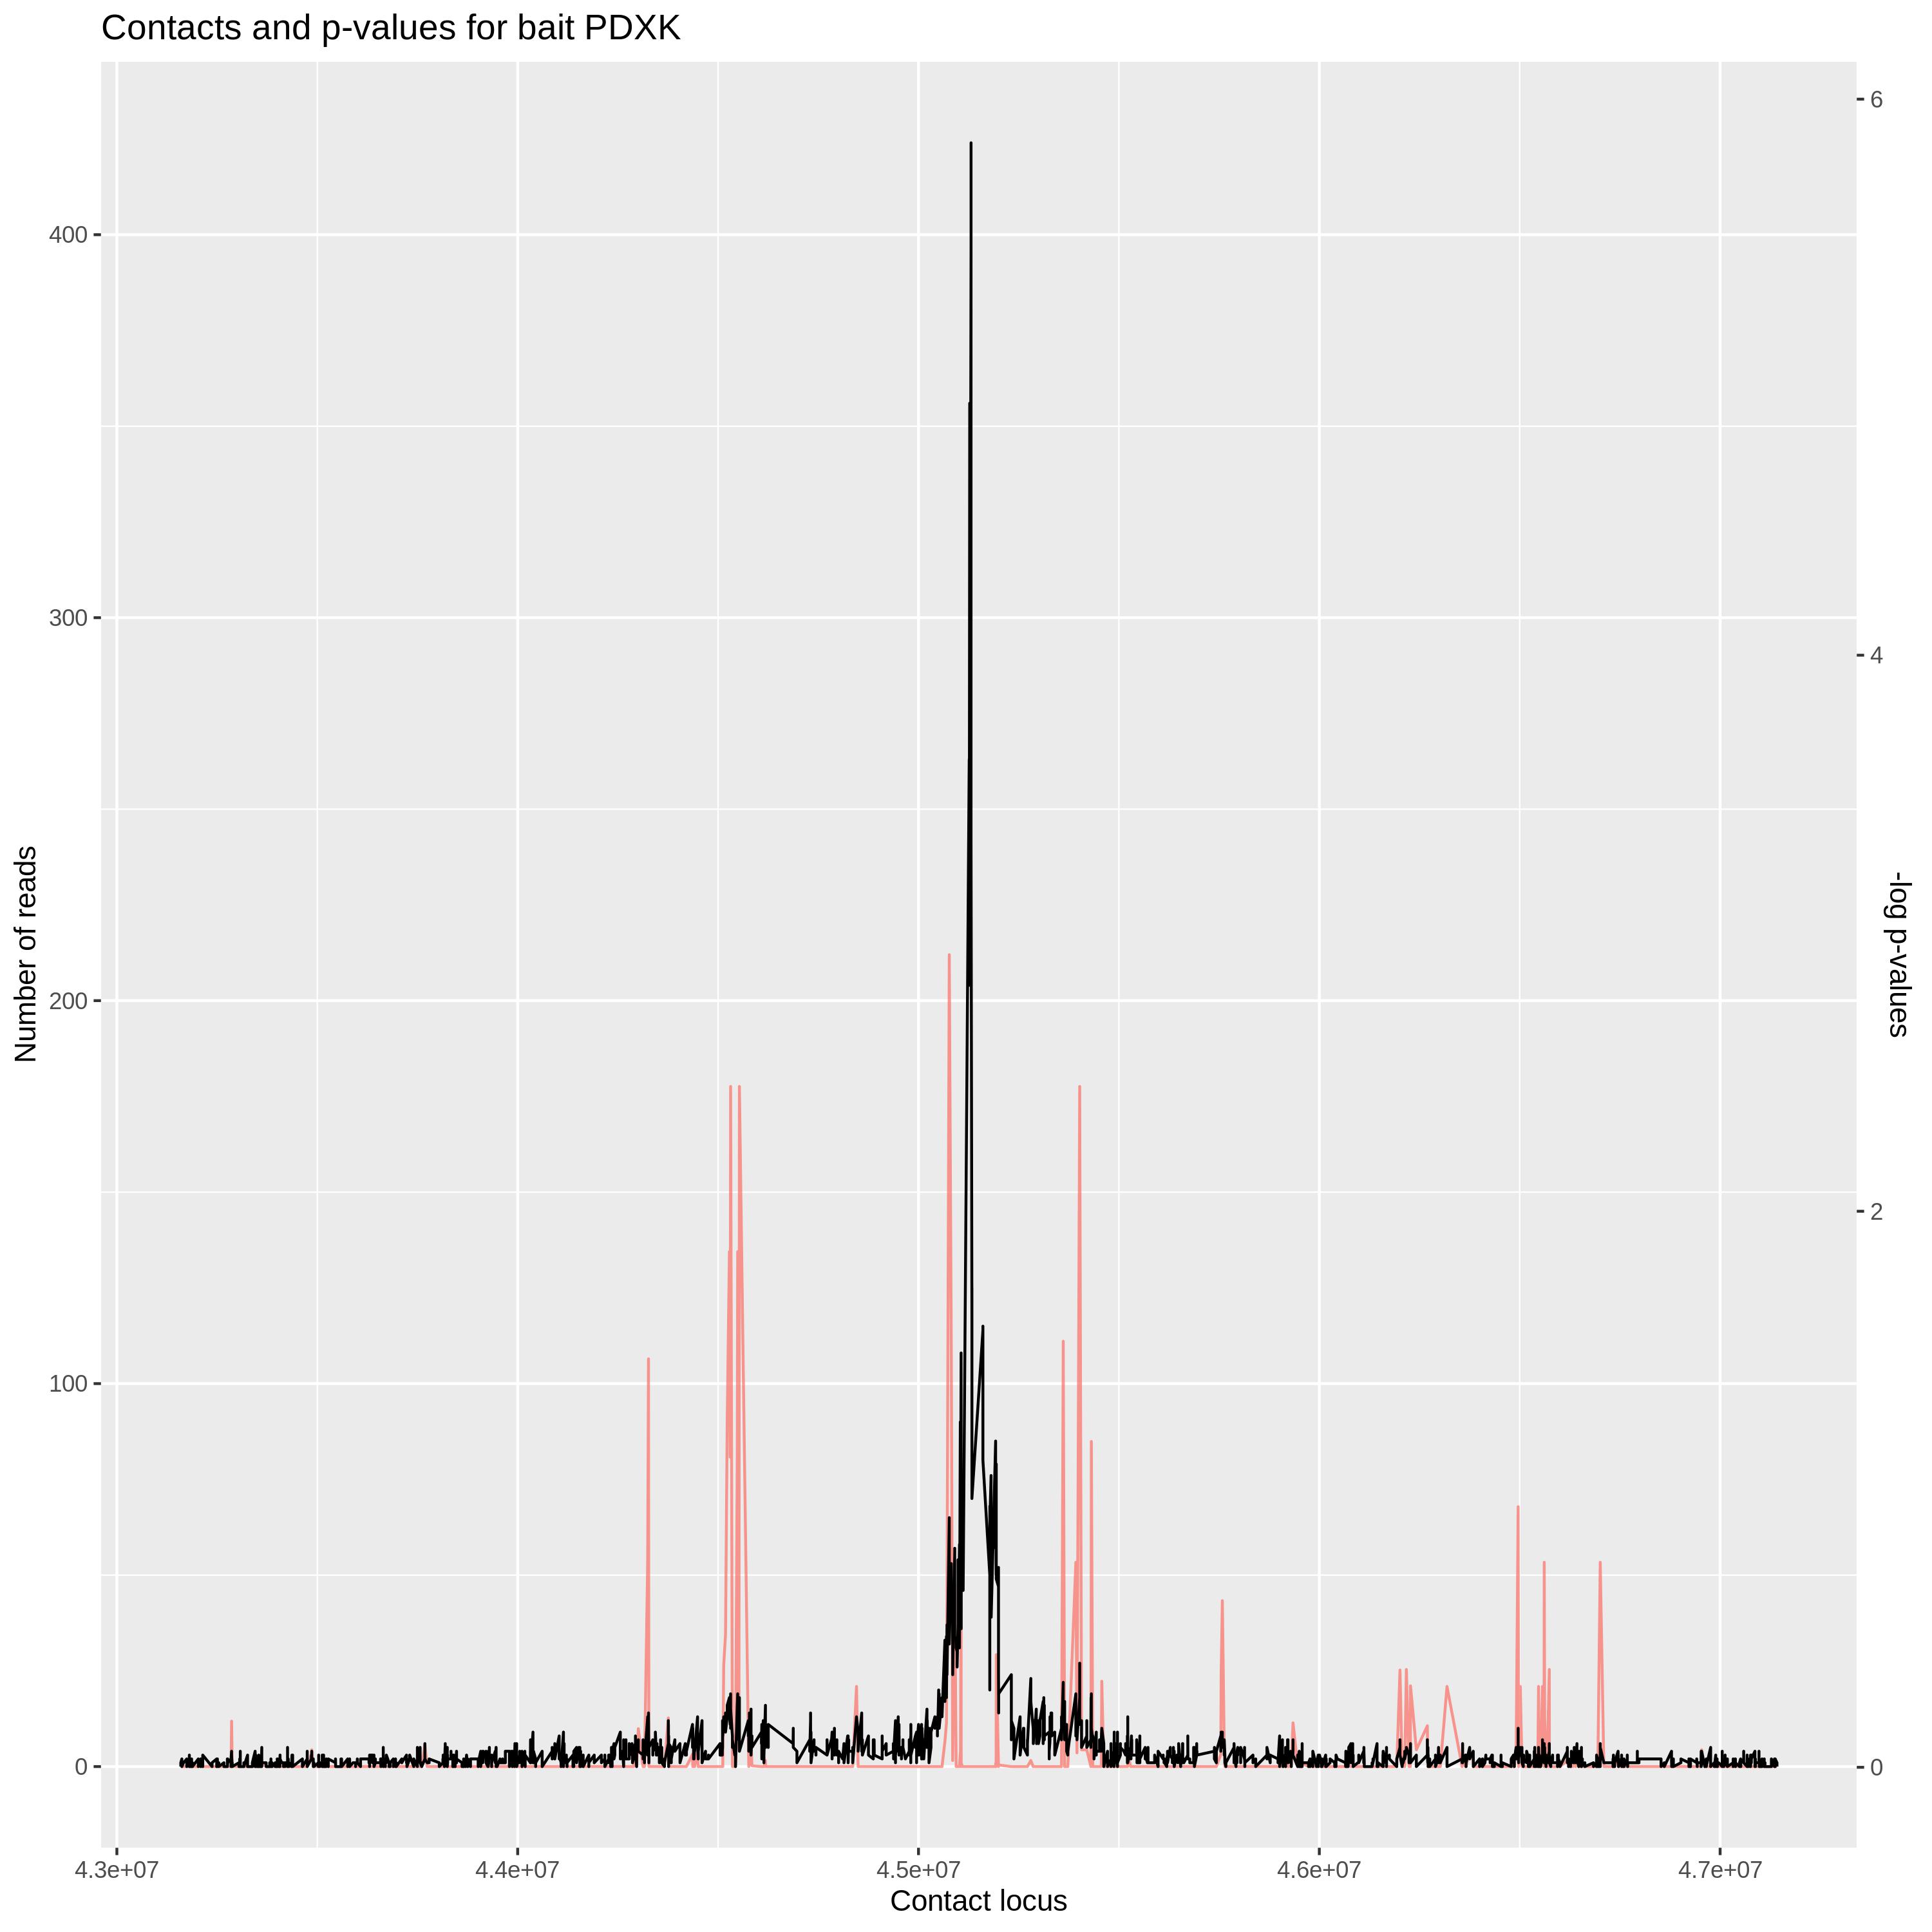 Contacts and p-values for bait PDXK
Number of reads
400
300
200
100
0
6
4
2
0
-log p-values
4.3e+07
4.4e+07
4.5e+07
4.6e+07
4.7e+07
Contact locus